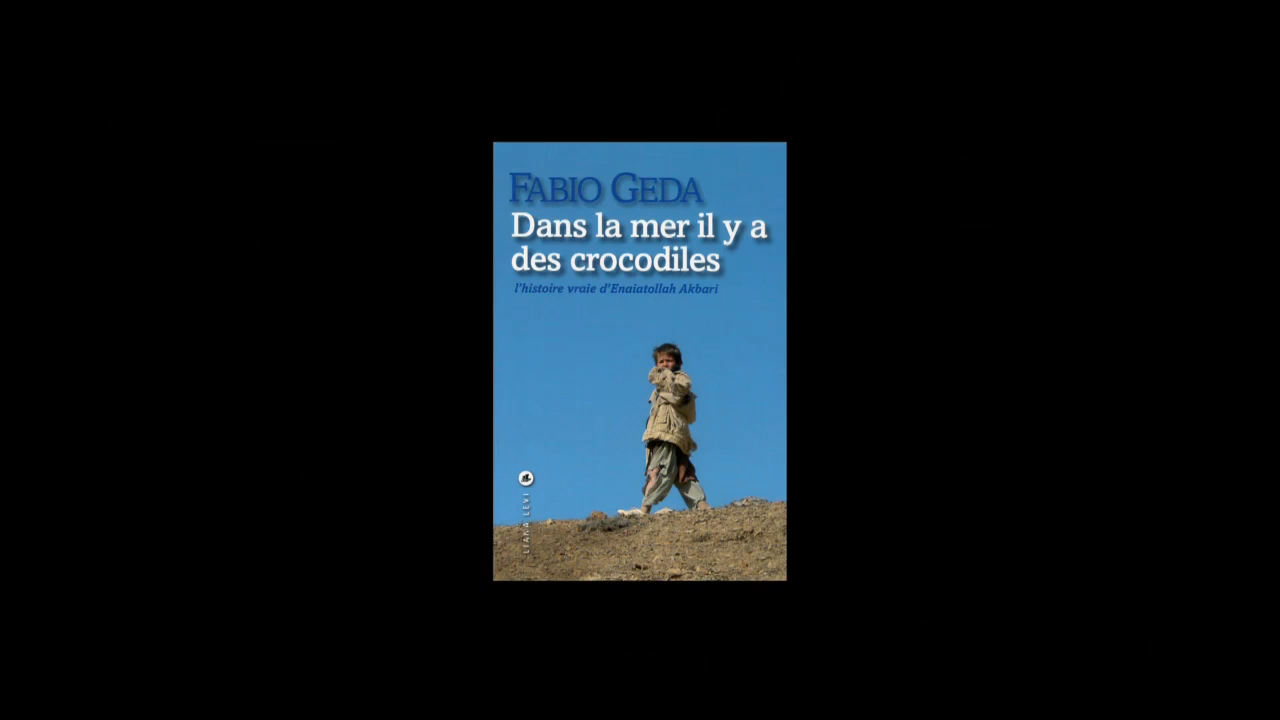 FABIO GEDA
Dans la mer il y a
des crocodiles
l'histoire vraie d'Enaiatollah Akbari
LIANA LEVI